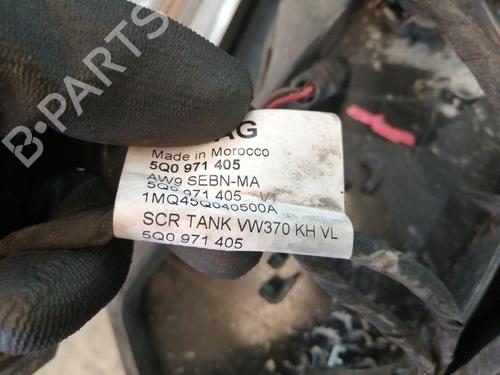 B-PARTS
AG
Made in Morocco
5Q0 971 405
AW9 SEBN-MA
5Q0 971 405 V1
1MQ45Q040500A
SCR TANK VW370 KH VL
5Q0 971 405